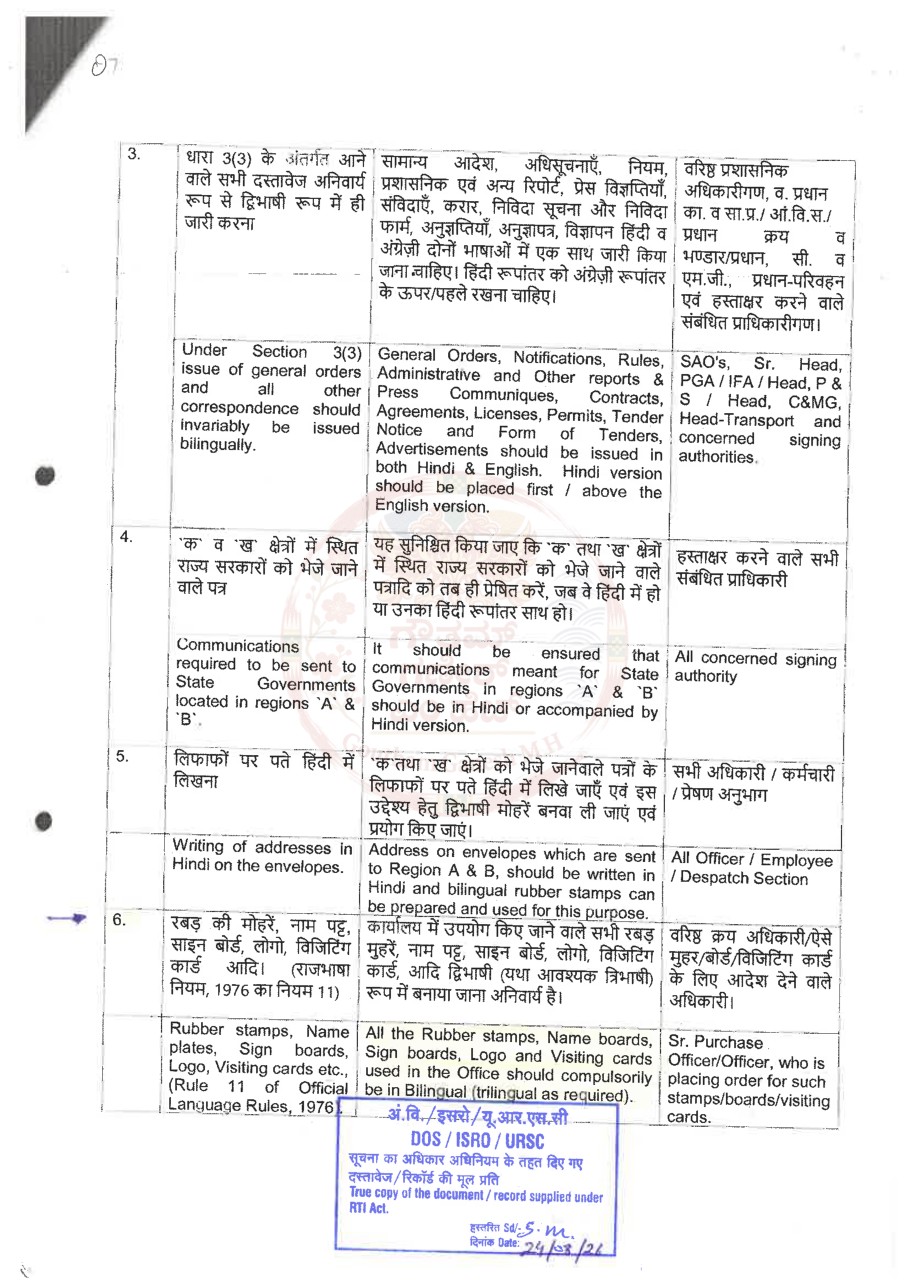 07
3.
धारा 3(3) के अंतर्गत आने
वाले सभी दस्तावेज अनिवार्य
रूप से द्विभाषी रूप में ही
जारी करना
सामान्य आदेश, अधिसूचनाएँ, नियम,
प्रशासनिक एवं अन्य रिपोर्ट, प्रेस विज्ञप्तियाँ,
संविदाएँ, करार, निविदा सूचना और निविदा
फार्म, अनुज्ञप्तियाँ, अनुज्ञापत्र, विज्ञापन हिंदी व
अंग्रेज़ी दोनों भाषाओं में एक साथ जारी किया
जाना चाहिए। हिंदी रूपांतर को अंग्रेज़ी रूपांतर
के ऊपर/पहले रखना चाहिए।
वरिष्ठ प्रशासनिक
अधिकारीगण, व. प्रधान
का. व सा.प्र./ आं.वि.स./
प्रधान क्रय व
भण्डार/प्रधान, सी. व
एम.जी., प्रधान-परिवहन
एवं हस्ताक्षर करने वाले
संबंधित प्राधिकारीगण।
Under Section 3(3)
issue of general orders
and all other
correspondence should
invariably be issued
bilingually.
General Orders, Notifications, Rules,
Administrative and Other reports &
Press Communiques, Contracts,
Agreements, Licenses, Permits, Tender
Notice and Form of Tenders,
Advertisements should be issued in
both Hindi & English. Hindi version
should be placed first / above the
English version.
SAO's, Sr. Head,
PGA / IFA / Head, P &
S / Head, C&MG,
Head-Transport and
concerned signing
authorities.
4.
`क` व `ख` क्षेत्रों में स्थित
राज्य सरकारों को भेजे जाने
वाले पत्र
यह सुनिश्चित किया जाए कि `क` तथा `ख` क्षेत्रों
में स्थित राज्य सरकारों को भेजे जाने वाले
पत्रादि को तब ही प्रेषित करें, जब वे हिंदी में हो
या उनका हिंदी रूपांतर साथ हो।
हस्ताक्षर करने वाले सभी
संबंधित प्राधिकारी
Communications
required to be sent to
State Governments
located in regions `A` &
`B`.
It should be ensured that
communications meant for State
Governments in regions `A` & `B`
should be in Hindi or accompanied by
Hindi version.
All concerned signing
authority
5.
लिफाफों पर पते हिंदी में
लिखना
`क`तथा `ख` क्षेत्रों को भेजे जानेवाले पत्रों के
लिफाफों पर पते हिंदी में लिखे जाएँ एवं इस
उद्देश्य हेतु द्विभाषी मोहरें बनवा ली जाएं एवं
प्रयोग किए जाएं।
सभी अधिकारी / कर्मचारी
/ प्रेषण अनुभाग
Writing of addresses in
Hindi on the envelopes.
Address on envelopes which are sent
to Region A & B, should be written in
Hindi and bilingual rubber stamps can
be prepared and used for this purpose.
All Officer / Employee
/ Despatch Section
6.
रबड़ की मोहरें, नाम पट्ट,
साइन बोर्ड, लोगो, विजिटिंग
कार्ड आदि। (राजभाषा
नियम, 1976 का नियम 11)
कार्यालय में उपयोग किए जाने वाले सभी रबड़
मुहरें, नाम पट्ट, साइन बोर्ड, लोगो, विजिटिंग
कार्ड, आदि द्विभाषी (यथा आवश्यक त्रिभाषी)
रूप में बनाया जाना अनिवार्य है।
वरिष्ठ क्रय अधिकारी/ऐसे
मुहर/बोर्ड/विजिटिंग कार्ड
के लिए आदेश देने वाले
अधिकारी।
Rubber stamps, Name
plates, Sign boards,
Logo, Visiting cards etc.,
(Rule 11 of Official
Language Rules, 1976).
All the Rubber stamps, Name boards,
Sign boards, Logo and Visiting cards
used in the Office should compulsorily
be in Bilingual (trilingual as required).
Sr. Purchase
Officer/Officer, who is
placing order for such
stamps/boards/visiting
cards.
अं.वि./इसरो/यू.आर.एस.सी
DOS / ISRO / URSC
सूचना का अधिकार अधिनियम के तहत दिए गए
दस्तावेज/रिकॉर्ड की मूल प्रति
True copy of the document / record supplied under
RTI Act.
हस्तरित Sd/- S.M.
दिनांक Date: 24/03/26